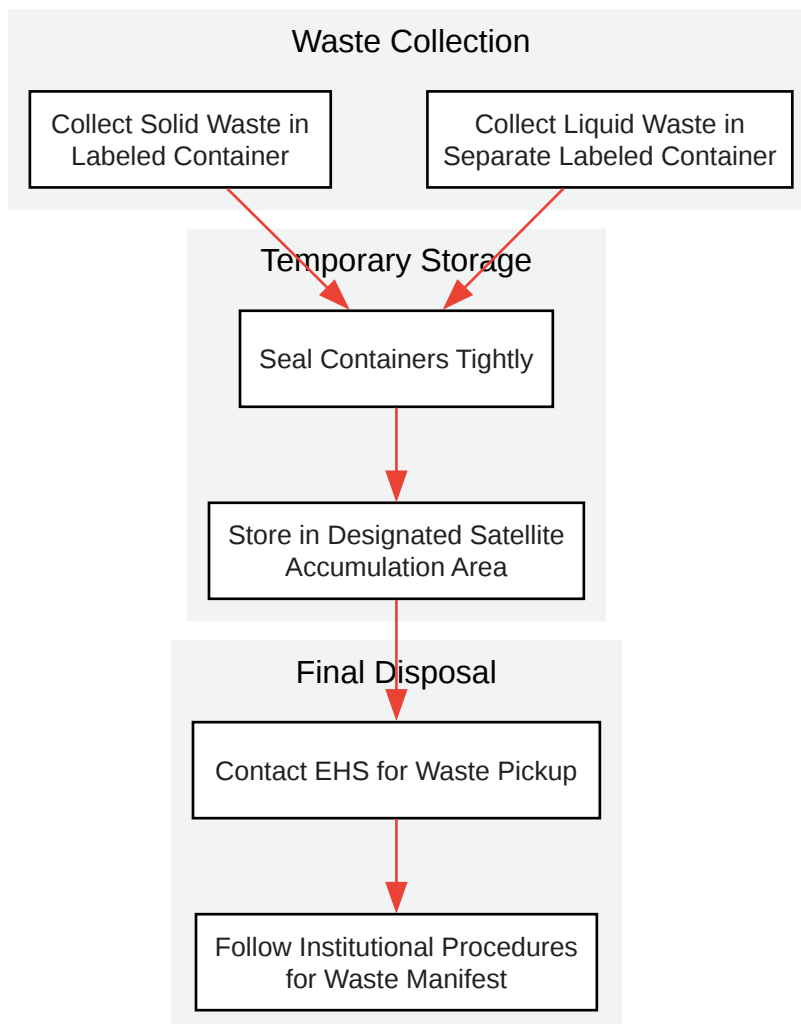 Waste Collection
Collect Solid Waste in
Labeled Container
Collect Liquid Waste in
Separate Labeled Container
Temporary Storage
Seal Containers Tightly
Store in Designated Satellite
Accumulation Area
Final Disposal
Contact EHS for Waste Pickup
Follow Institutional Procedures
for Waste Manifest